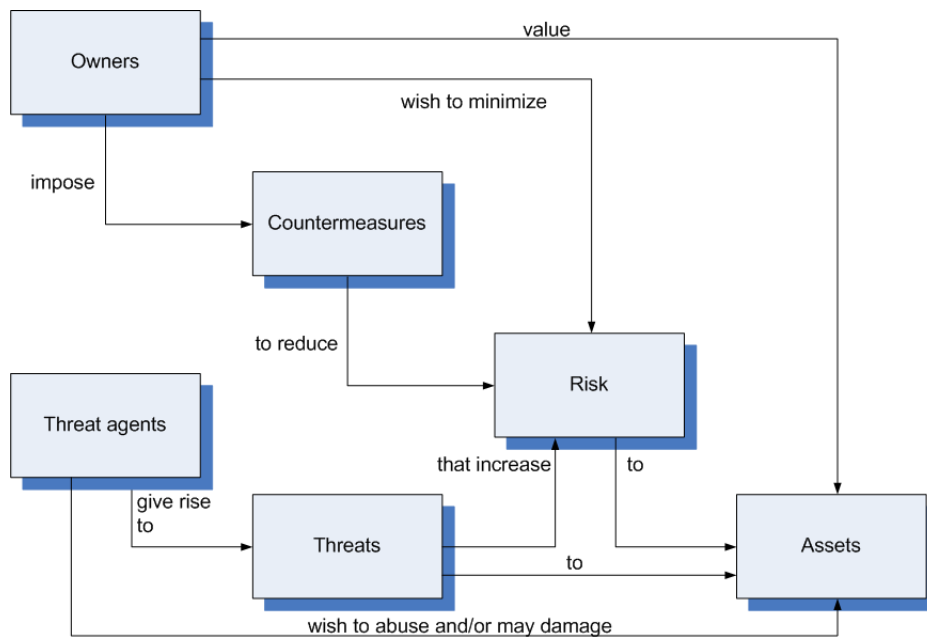 value
Owners
wish to minimize
impose
Countermeasures
to reduce
Risk
Threat agents
that increase
to
give rise
to
Threats
Assets
to
wish to abuse and/or may damage